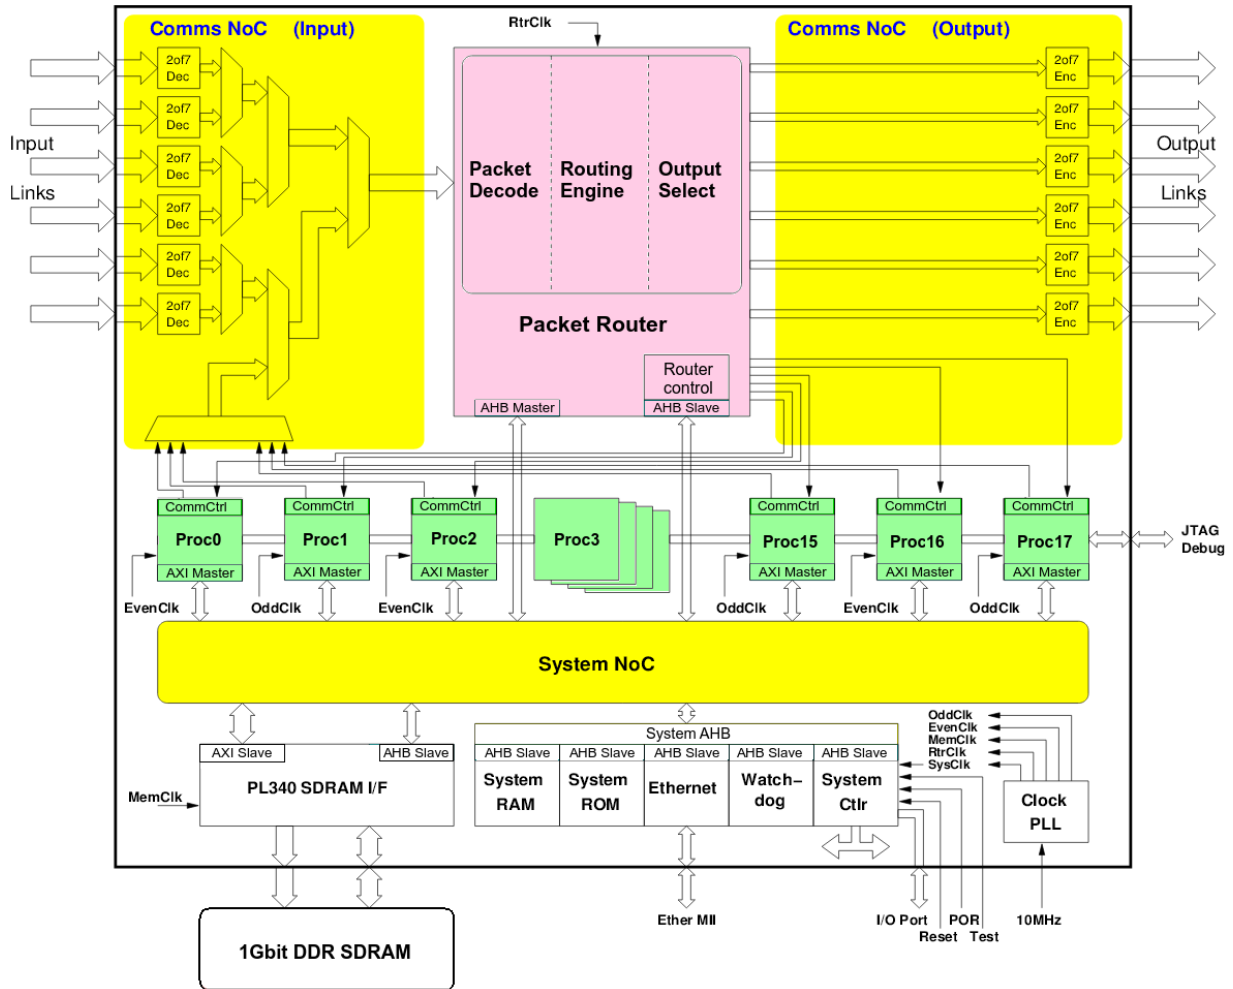 Comms NoC (Input)
RtrClk
Comms NoC (Output)
2of7
Dec
2of7
Dec
2of7
Dec
2of7
Dec
2of7
Dec
2of7
Dec
Input
Links
Packet
Decode
Routing
Engine
Output
Select
Packet Router
Router
control
AHB Master
AHB Slave
2of7
Enc
2of7
Enc
2of7
Enc
2of7
Enc
2of7
Enc
2of7
Enc
Output
Links
CommCtrl
Proc0
AXI Master
CommCtrl
Proc1
AXI Master
CommCtrl
Proc2
AXI Master
Proc3
CommCtrl
Proc15
AXI Master
CommCtrl
Proc16
AXI Master
CommCtrl
Proc17
AXI Master
JTAG
Debug
EvenClk
OddClk
EvenClk
OddClk
EvenClk
OddClk
System NoC
AXI Slave
AHB Slave
PL340 SDRAM I/F
MemClk
System AHB
AHB Slave
System
RAM
AHB Slave
System
ROM
AHB Slave
Ethernet
AHB Slave
Watch–
dog
AHB Slave
System
Ctlr
OddClk
EvenClk
MemClk
RtrClk
SysClk
Clock
PLL
1Gbit DDR SDRAM
Ether MII
I/O Port
POR
Reset
Test
10MHz